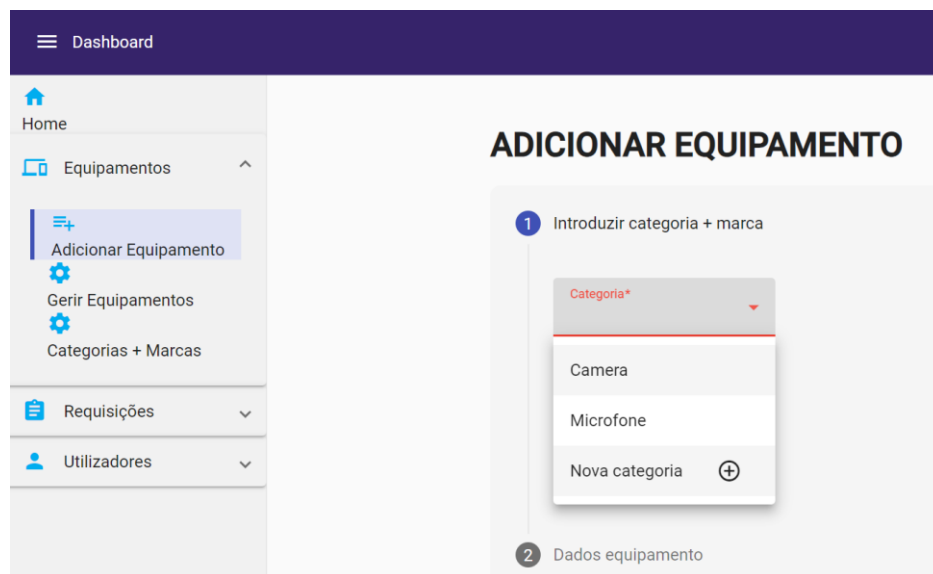 Dashboard
Home
Equipamentos
Adicionar Equipamento
Gerir Equipamentos
Categorias + Marcas
Requisições
Utilizadores
ADICIONAR EQUIPAMENTO
1 Introduzir categoria + marca
Categoria*
Camera
Microfone
Nova categoria
2 Dados equipamento